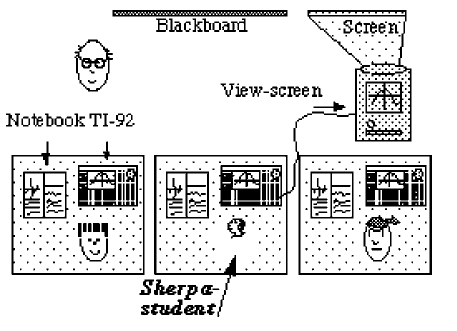 Blackboard
Screen
View-screen
Notebook TI-92
Sherpa-
student